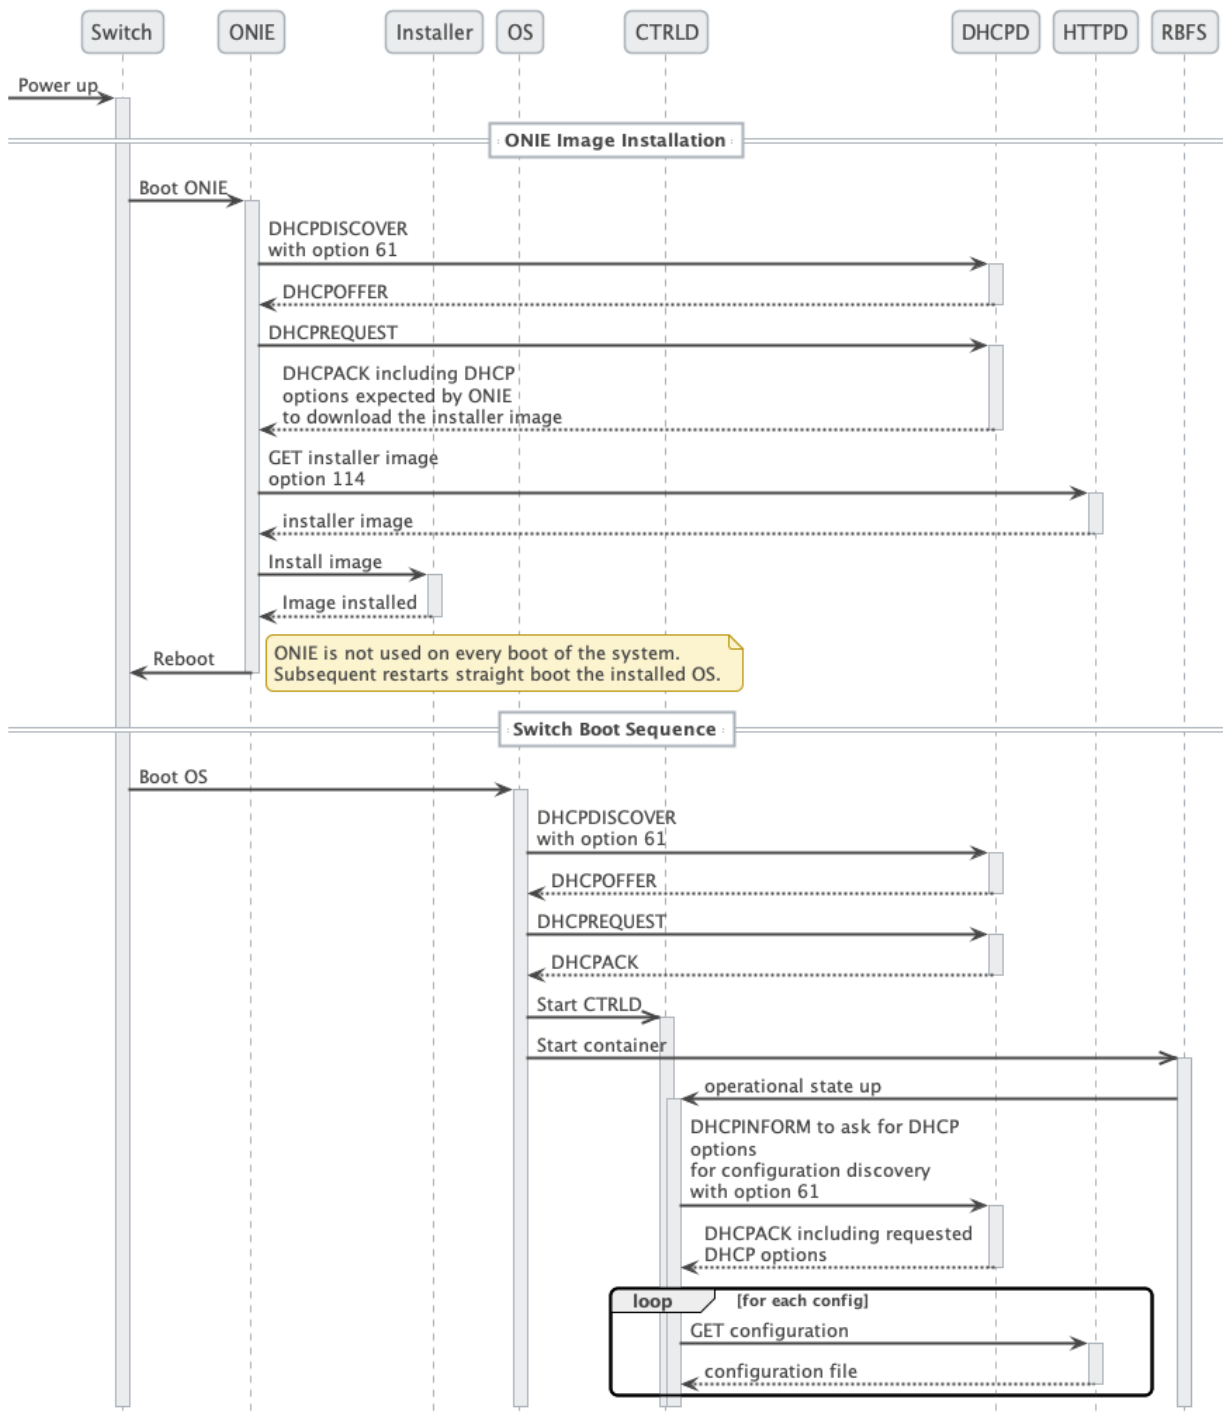 Switch
ONIE
Installer
OS
CTRLD
DHCPD
HTTPD
RBFS
Power up
ONIE Image Installation
Boot ONIE
DHCPDISCOVER
with option 61
DHCPOFFER
DHCPREQUEST
DHCPACK including DHCP
options expected by ONIE
to download the installer image
GET installer image
option 114
installer image
Install image
Image installed
ONIE is not used on every boot of the system.
Subsequent restarts straight boot the installed OS.
Reboot
Switch Boot Sequence
Boot OS
DHCPDISCOVER
with option 61
DHCPOFFER
DHCPREQUEST
DHCPACK
Start CTRLD
Start container
operational state up
DHCPINFORM to ask for DHCP
options
for configuration discovery
with option 61
DHCPACK including requested
DHCP options
loop [for each config]
GET configuration
configuration file